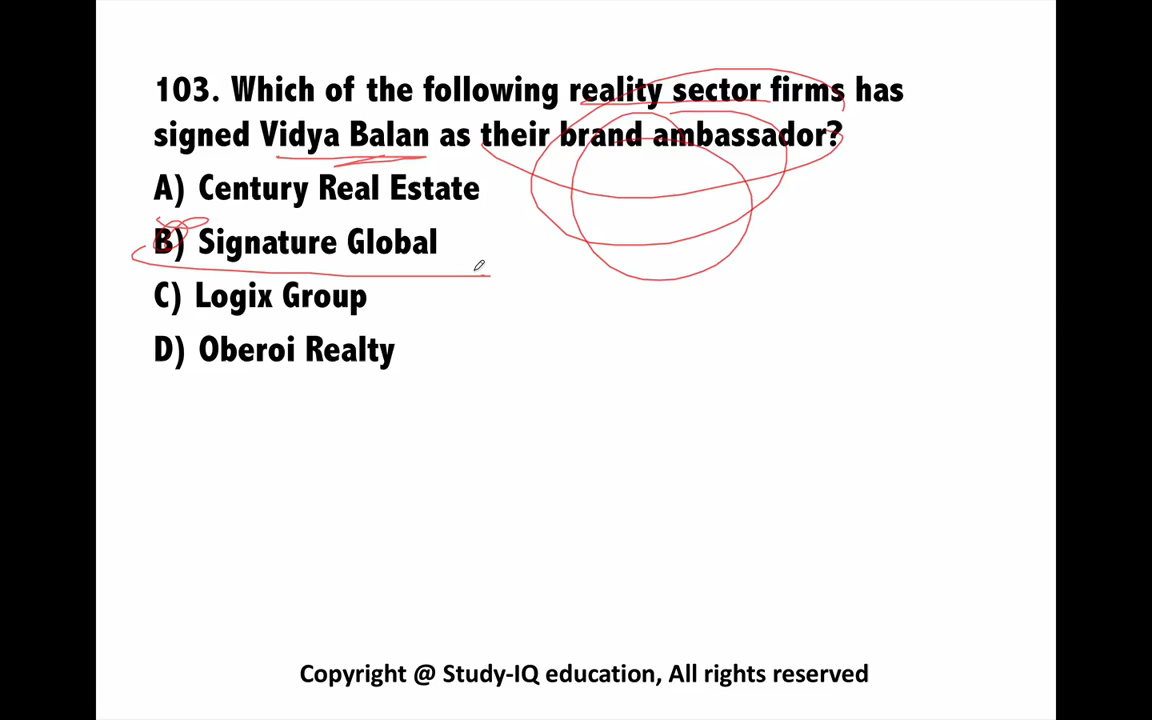 103. Which of the following reality sector firms has
signed Vidya Balan as their brand ambassador?
A) Century Real Estate
B) Signature Global
C) Logix Group
D) Oberoi Realty
Copyright @ Study-IQ education, All rights reserved